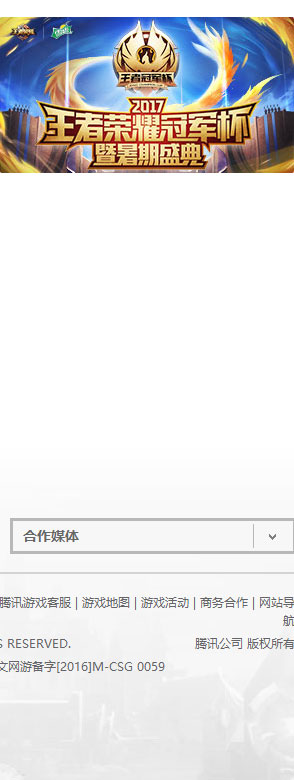 王者冠军杯
2017
王者荣耀冠军杯
暨暑期盛典
合作媒体
腾讯游戏客服 | 游戏地图 | 游戏活动 | 商务合作 | 网站导
航
S RESERVED.
腾讯公司 版权所有
文网游备字[2016]M-CSG 0059